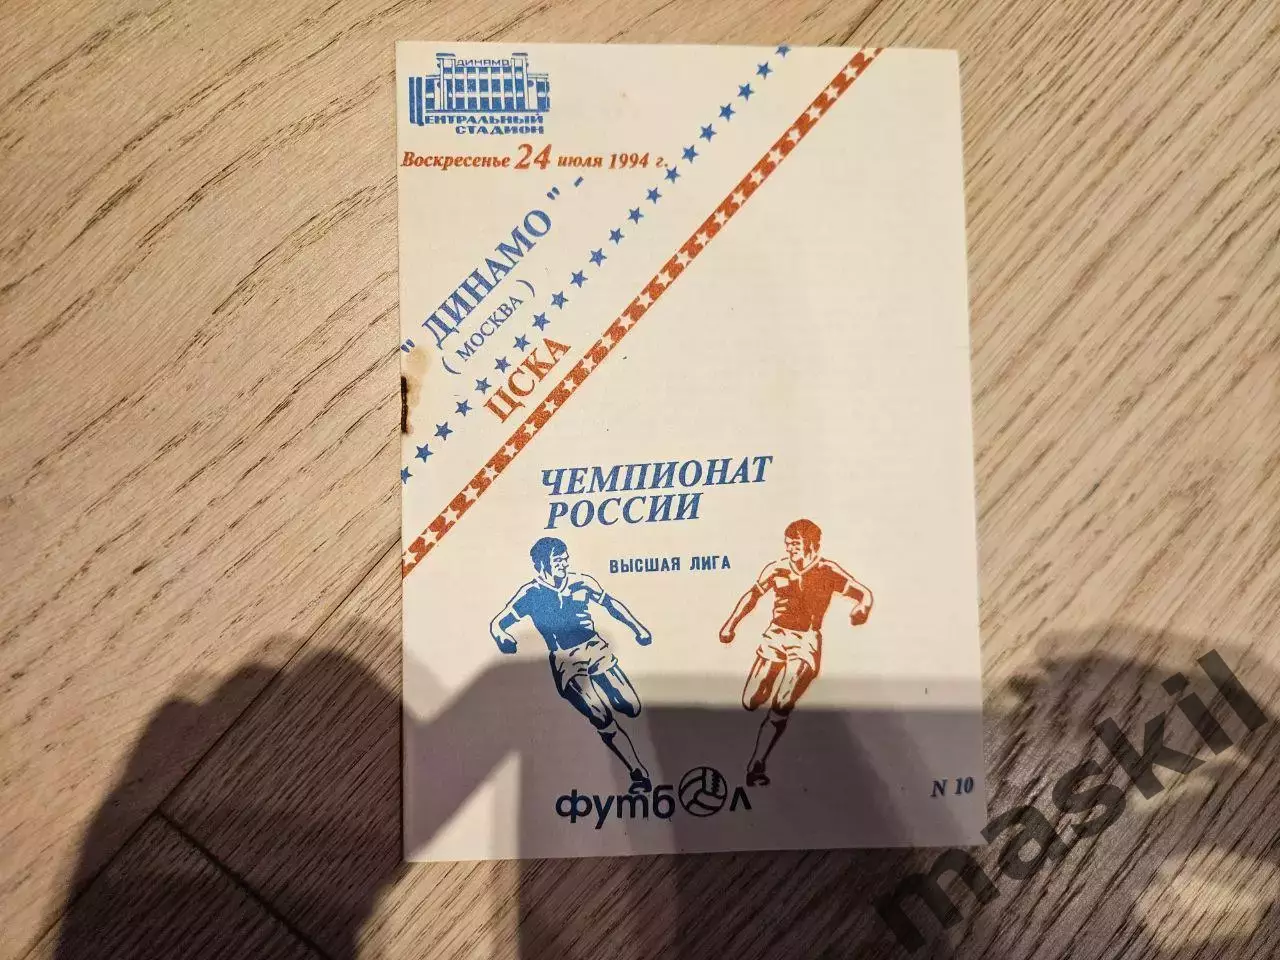 ДИНАМО
ЦЕНТРАЛЬНЫЙ
СТАДИОН
Воскресенье 24 июля 1994 г.
"ДИНАМО" -
(МОСКВА)
ЦСКА
ЧЕМПИОНАТ
РОССИИ
ВЫСШАЯ ЛИГА
футбол
N 10
maskil